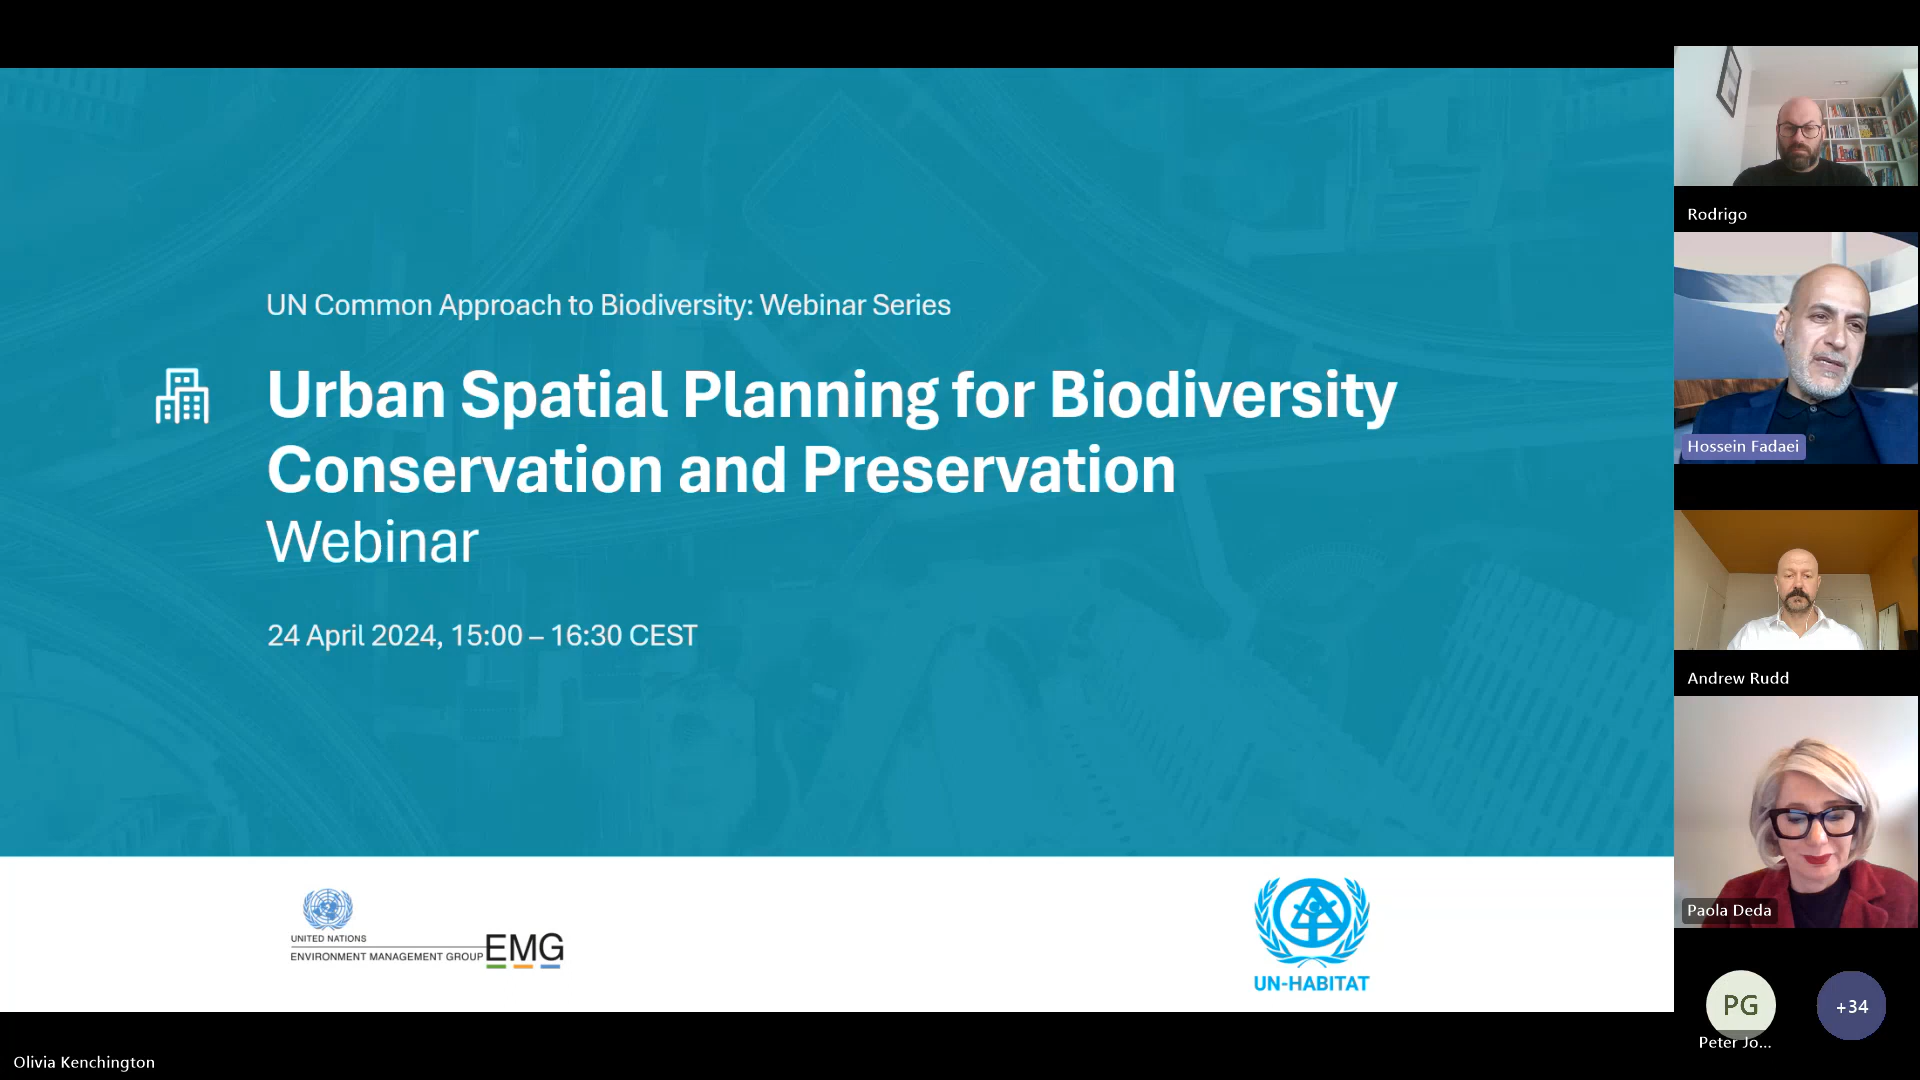 UN Common Approach to Biodiversity: Webinar Series
Urban Spatial Planning for Biodiversity
Conservation and Preservation
Webinar
24 April 2024, 15:00 – 16:30 CEST
UNITED NATIONS
ENVIRONMENT MANAGEMENT GROUP EMG
UN-HABITAT
Olivia Kenchington
Rodrigo
Hossein Fadaei
Andrew Rudd
Paola Deda
PG
Peter Jo...
+34